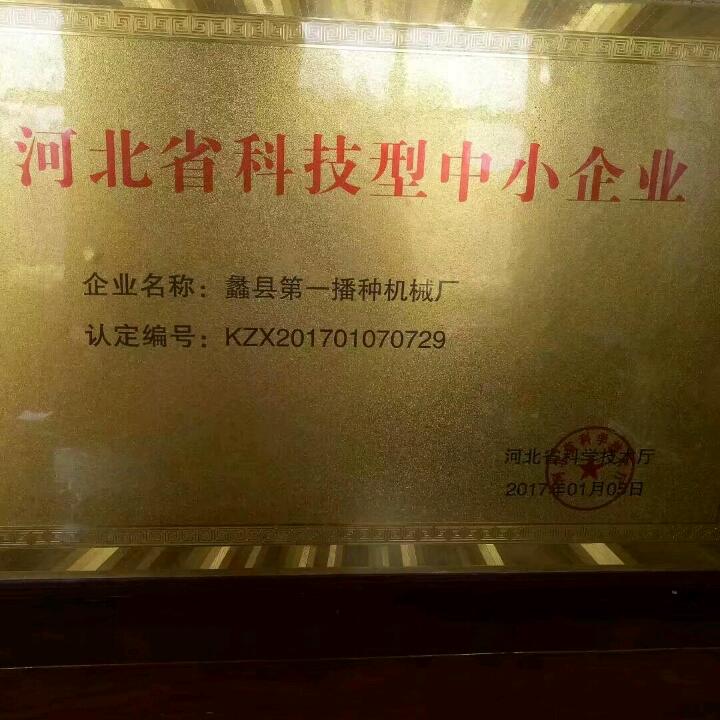 河北省科技型中小企业
企业名称：蠡县第一播种机械厂
认定编号：KZX201701070729
河北省科学技术厅
2017年01月05日